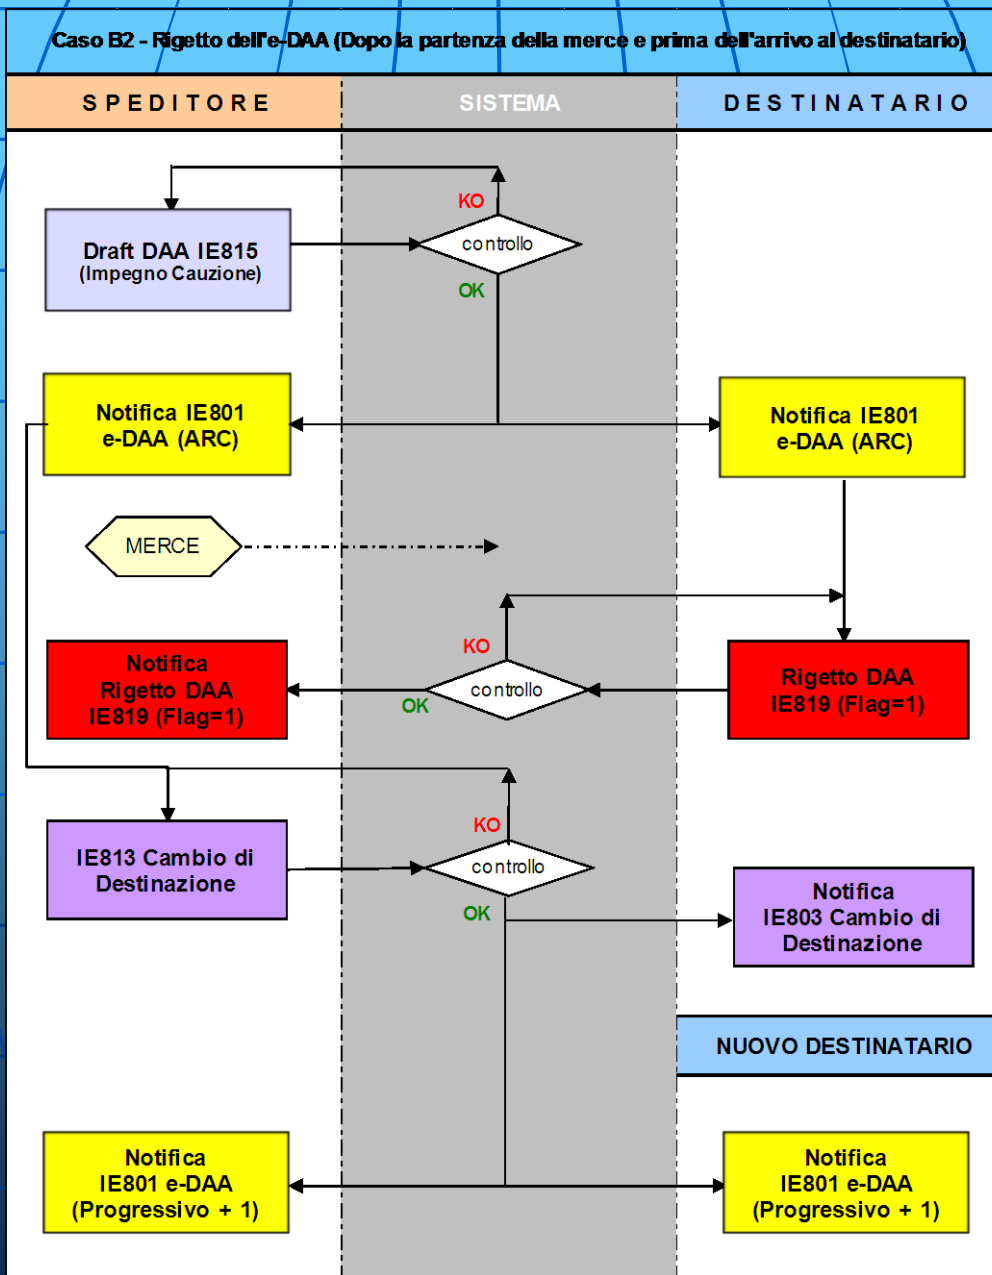 Caso B2 - Rigetto dell'e-DAA (Dopo la partenza della merce e prima dell'arrivo al destinatario)
SPEDITORE
SISTEMA
DESTINATARIO
KO
controllo
Draft DAA IE815
(Impegno Cauzione)
OK
Notifica IE801
e-DAA (ARC)
Notifica IE801
e-DAA (ARC)
MERCE
KO
controllo
OK
Notifica
Rigetto DAA
IE819 (Flag=1)
Rigetto DAA
IE819 (Flag=1)
KO
controllo
OK
IE813 Cambio di
Destinazione
Notifica
IE803 Cambio di
Destinazione
NUOVO DESTINATARIO
Notifica
IE801 e-DAA
(Progressivo + 1)
Notifica
IE801 e-DAA
(Progressivo + 1)